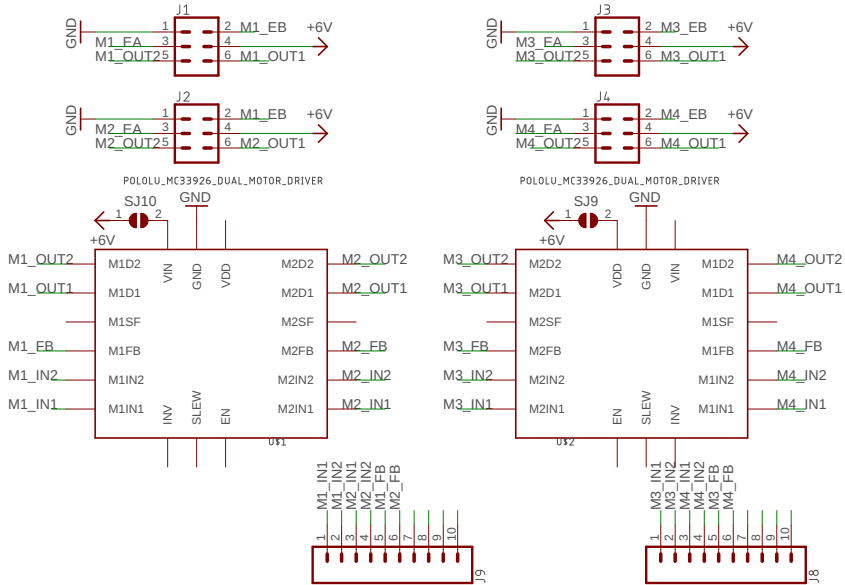 J1
GND
1
2
M1_EB
+6V
M1_EA
3
4
M1_OUT2
5
6
M1_OUT1
J3
GND
1
2
M3_EB
+6V
M3_EA
3
4
M3_OUT2
5
6
M3_OUT1
J2
GND
1
2
M1_EB
+6V
M2_EA
3
4
M2_OUT2
5
6
M2_OUT1
J4
GND
1
2
M4_EB
+6V
M4_EA
3
4
M4_OUT2
5
6
M4_OUT1
POLOLU_MC33926_DUAL_MOTOR_DRIVER
SJ10
GND
1
2
+6V
VIN
GND
VDD
M1_OUT2
M1D2
M2D2
M2_OUT2
M1_OUT1
M1D1
M2D1
M2_OUT1
M1SF
M2SF
M1_FB
M1FB
M2FB
M2_FB
M1_IN2
M1IN2
M2IN2
M2_IN2
M1_IN1
M1IN1
M2IN1
M2_IN1
INV
SLEW
EN
U$1
POLOLU_MC33926_DUAL_MOTOR_DRIVER
SJ9
GND
1
2
+6V
VDD
GND
VIN
M3_OUT2
M2D2
M1D2
M4_OUT2
M3_OUT1
M2D1
M1D1
M4_OUT1
M2SF
M1SF
M3_FB
M2FB
M1FB
M4_FB
M3_IN2
M2IN2
M1IN2
M4_IN2
M3_IN1
M2IN1
M1IN1
M4_IN1
EN
SLEW
INV
U$2
M1_IN1
M1_IN2
M2_IN1
M2_IN2
M1_FB
M2_FB
1
2
3
4
5
6
7
8
9
10
J9
M3_IN1
M3_IN2
M4_IN1
M4_IN2
M3_FB
M4_FB
1
2
3
4
5
6
7
8
9
10
J8